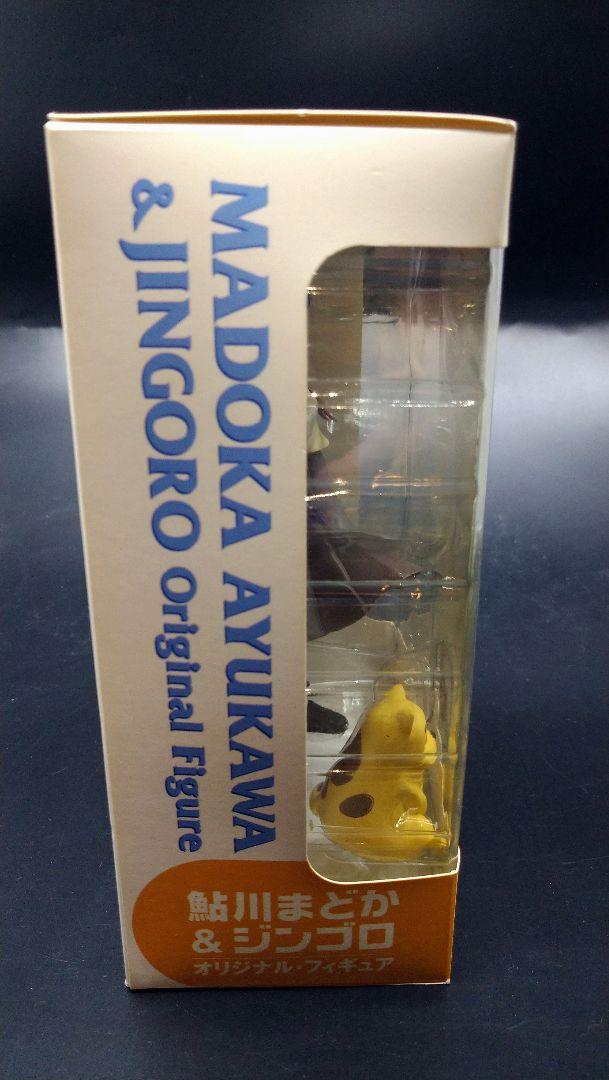 MADOKA AYUKAWA
& JINGORO Original Figure
鮎川まどか
&ジンゴロ
オリジナル・フィギュア